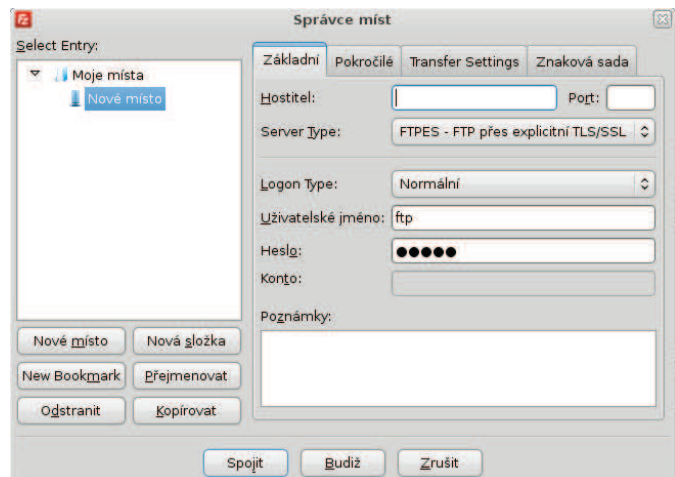 Správce míst
Select Entry:
Moje místa
Nové místo
Nové místo Nová složka
New Bookmark Přejmenovat
Odstranit Kopírovat
Základní Pokročilé Transfer Settings Znaková sada
Hostitel: Port:
Server Type: FTPES - FTP přes explicitní TLS/SSL
Logon Type: Normální
Uživatelské jméno: ftp
Heslo: ●●●●●
Konto:
Poznámky:
Spojit Budiž Zrušit